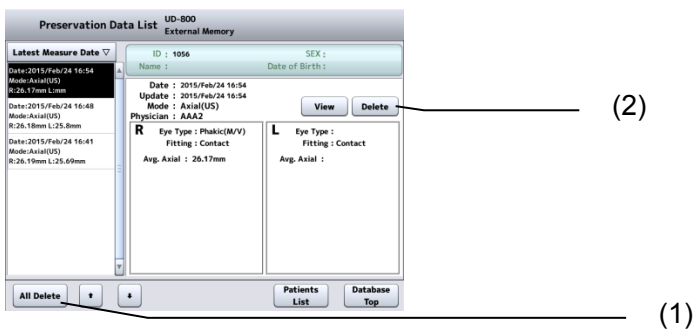 Preservation Data List UD-800
External Memory
Latest Measure Date ▽
Date:2015/Feb/24 16:54
Mode:Axial(US)
R:26.17mm L:mm
Date:2015/Feb/24 16:48
Mode:Axial(US)
R:26.18mm L:25.8mm
Date:2015/Feb/24 16:41
Mode:Axial(US)
R:26.19mm L:25.69mm
ID : 1056 SEX :
Name : Date of Birth :
Date : 2015/Feb/24 16:54
Update : 2015/Feb/24 16:54
Mode : Axial(US)
Physician : AAA2
View Delete
(2)
R Eye Type : Phakic(M/V)
Fitting : Contact
Avg. Axial : 26.17mm
L Eye Type :
Fitting : Contact
Avg. Axial :
All Delete ↑ ↓
Patients
List
Database
Top
(1)